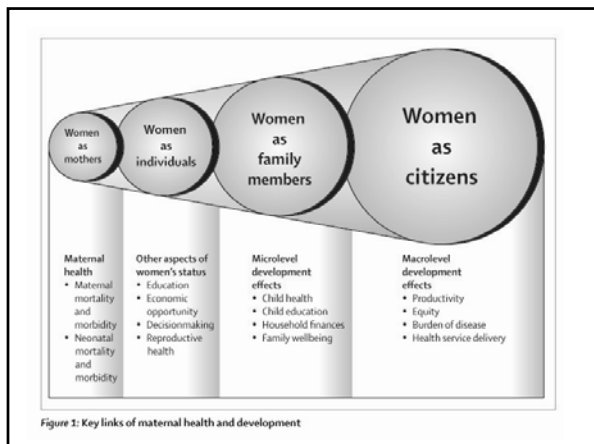 Women
as
mothers
Women
as
individuals
Women
as
family
members
Women
as
citizens
Maternal
health
• Maternal
mortality
and
morbidity
• Neonatal
mortality
and
morbidity
Other aspects of
women's status
• Education
• Economic
opportunity
• Decisionmaking
• Reproductive
health
Microlevel
development
effects
• Child health
• Child education
• Household finances
• Family wellbeing
Macrolevel
development
effects
• Productivity
• Equity
• Burden of disease
• Health service delivery
Figure 1: Key links of maternal health and development